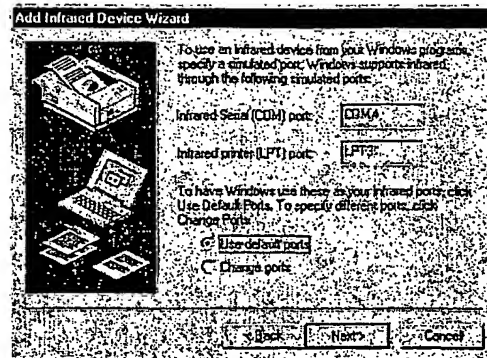 Add Infrared Device Wizard
To use an infrared device from your Windows programs,
specify a simulated port. Windows supports infrared
through the following simulated ports:
Infrared Serial (COM) port: COM4
Infrared printer (LPT) port: LPT3
To have Windows use these as your infrared ports, click
Use Default Ports. To specify different ports, click
Change Ports
Use default ports
Change ports
< Back Next > Cancel